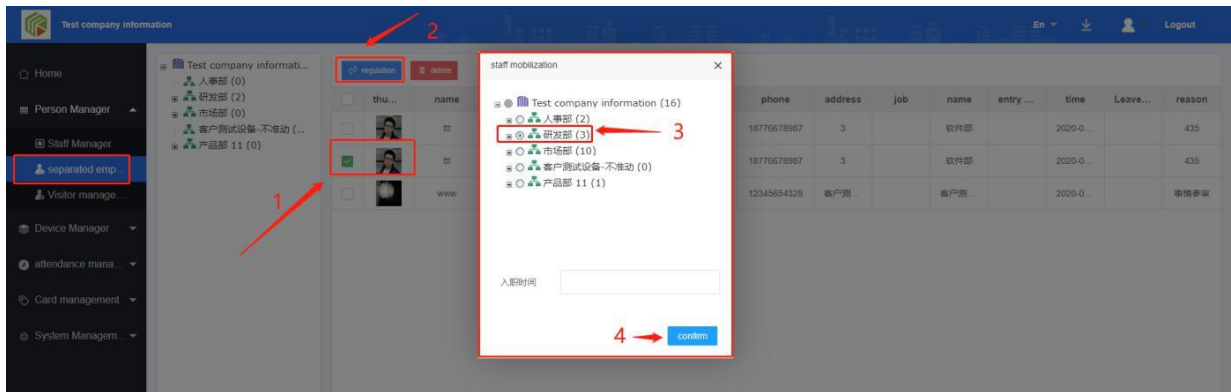 Test company information
En
Logout
2
Home
Person Manager
Staff Manager
separated emp...
Visitor manage...
Device Manager
attendance mana...
Card management
System Managem...
Test company informati...
人事部 (0)
研发部 (2)
市场部 (0)
客户测试设备-不准动 (...
产品部 11 (0)
regulation
delete
thu...
name
phone
address
job
name
entry ...
time
Leave...
reason
ttt
18776678987
3
软件部
2020-0...
435
ttt
18776678987
3
软件部
2020-0...
435
www
12345654328
客户测...
客户测...
2020-0...
事情参审
1
staff mobilization
Test company information (16)
人事部 (2)
研发部 (3)
3
市场部 (10)
客户测试设备-不准动 (0)
产品部 11 (1)
入职时间
4
confirm